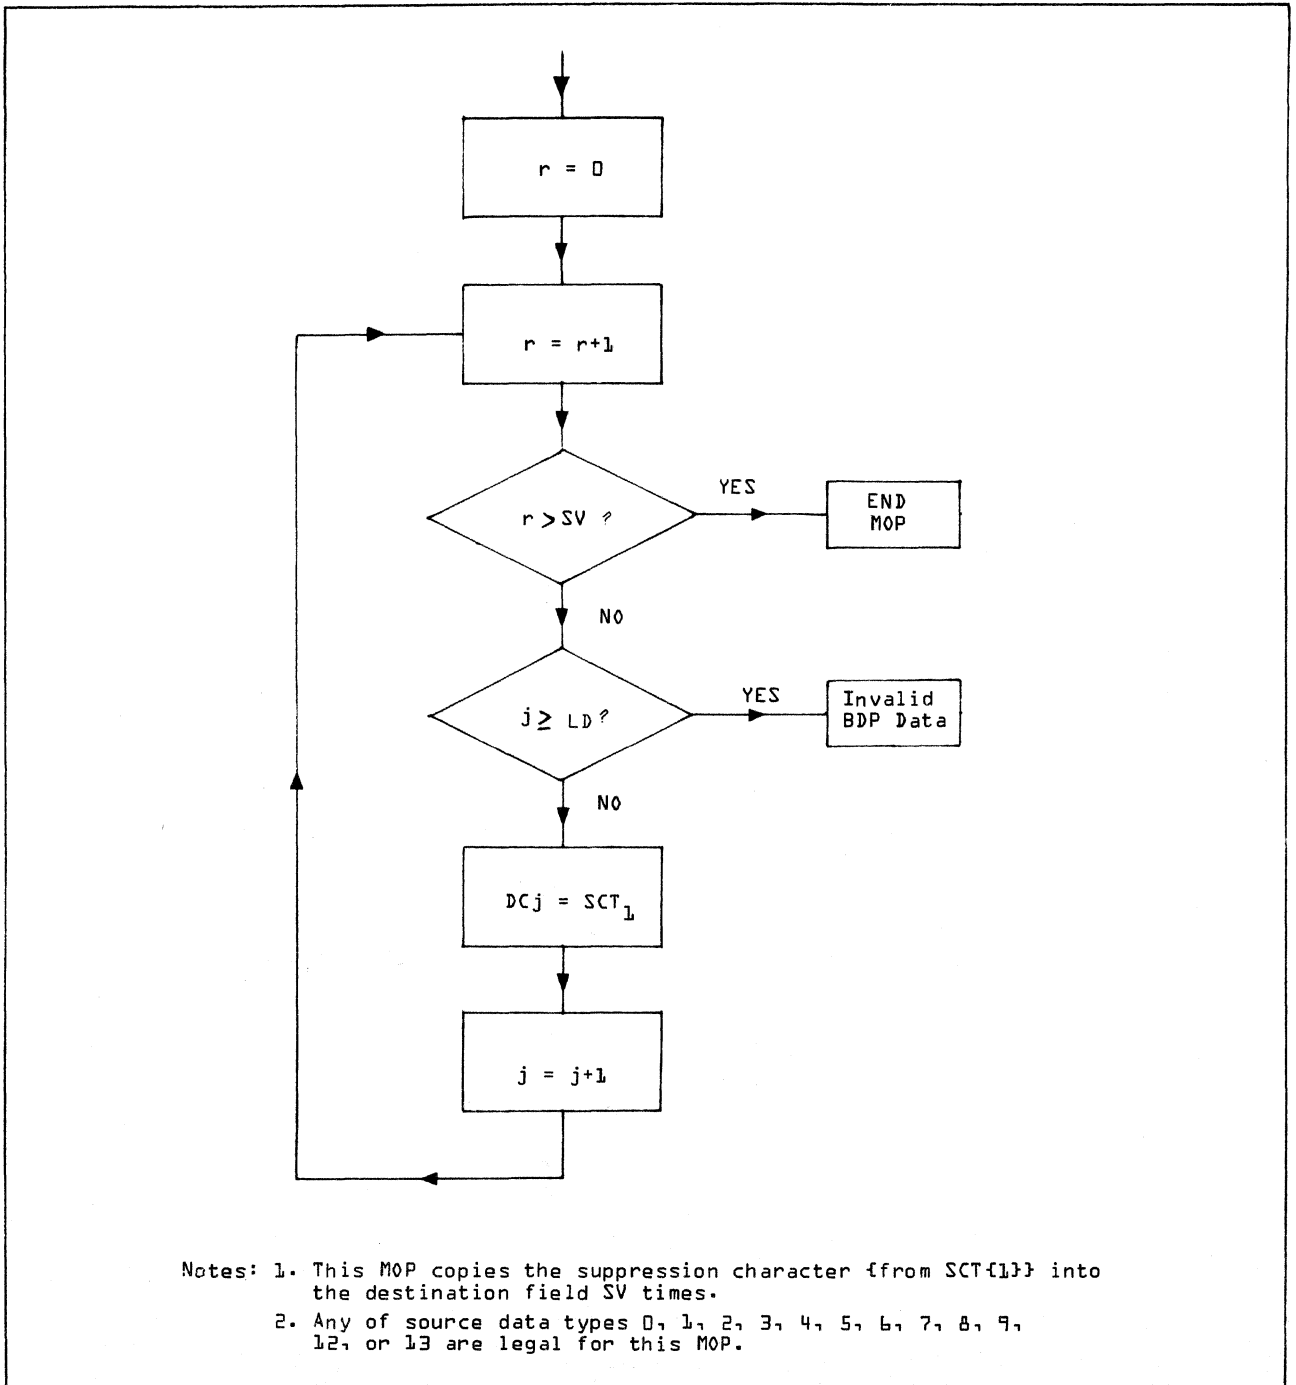 r = 0
r = r+1
r > SV ?
YES
END
MOP
NO
j ≥ LD ?
YES
Invalid
BDP Data
NO
DCj = SCT1
j = j+1
Notes: 1. This MOP copies the suppression character {from SCT{1}} into
the destination field SV times.
2. Any of source data types 0, 1, 2, 3, 4, 5, 6, 7, 8, 9,
12, or 13 are legal for this MOP.